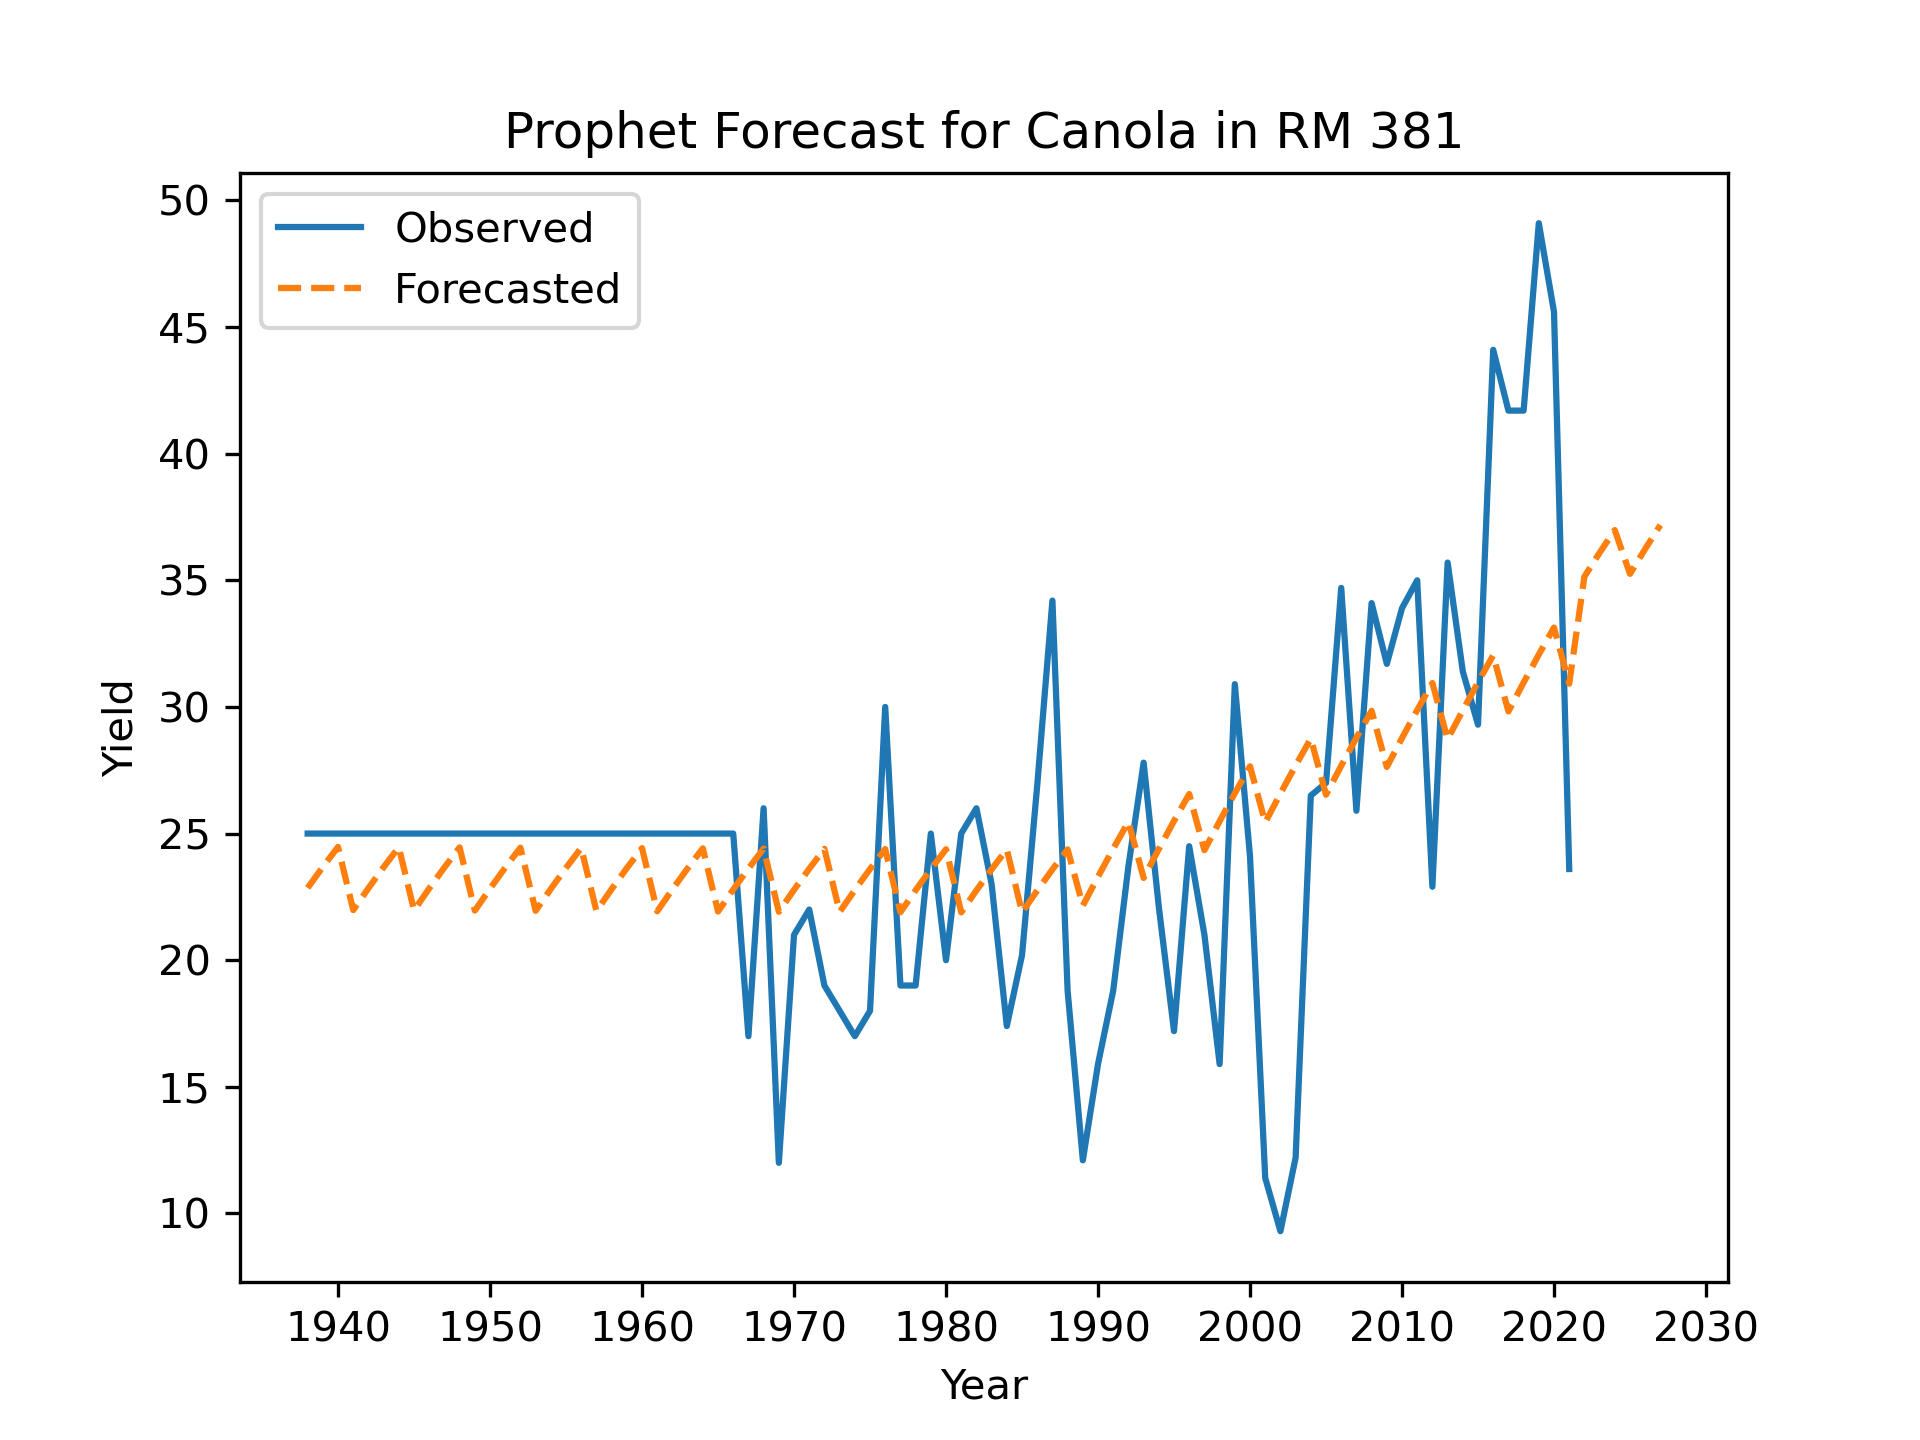 Prophet Forecast for Canola in RM 381
Observed
Forecasted
50
45
40
35
30
25
20
15
10
Yield
1940 1950 1960 1970 1980 1990 2000 2010 2020 2030
Year